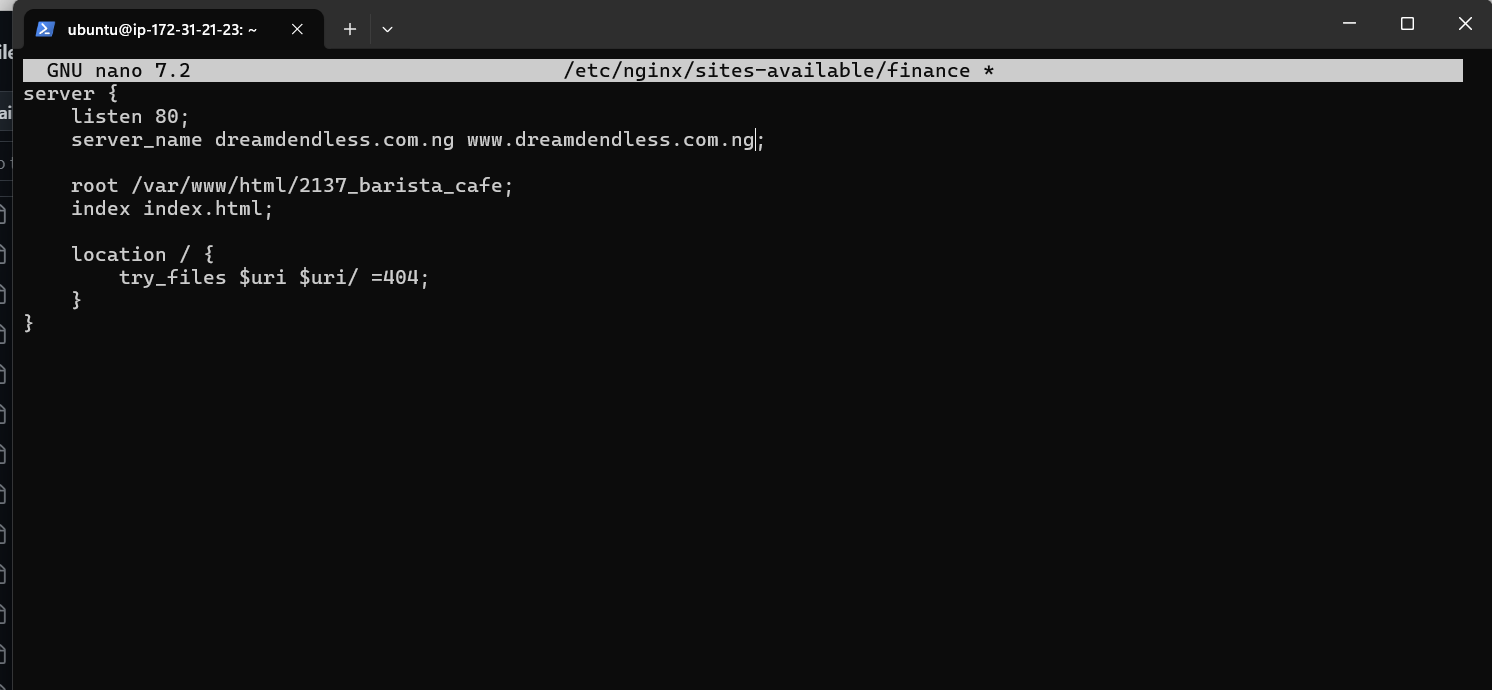 ubuntu@ip-172-31-21-23: ~
GNU nano 7.2 /etc/nginx/sites-available/finance *
server {
    listen 80;
    server_name dreamdendless.com.ng www.dreamdendless.com.ng;
    root /var/www/html/2137_barista_cafe;
    index index.html;
    location / {
        try_files $uri $uri/ =404;
    }
}